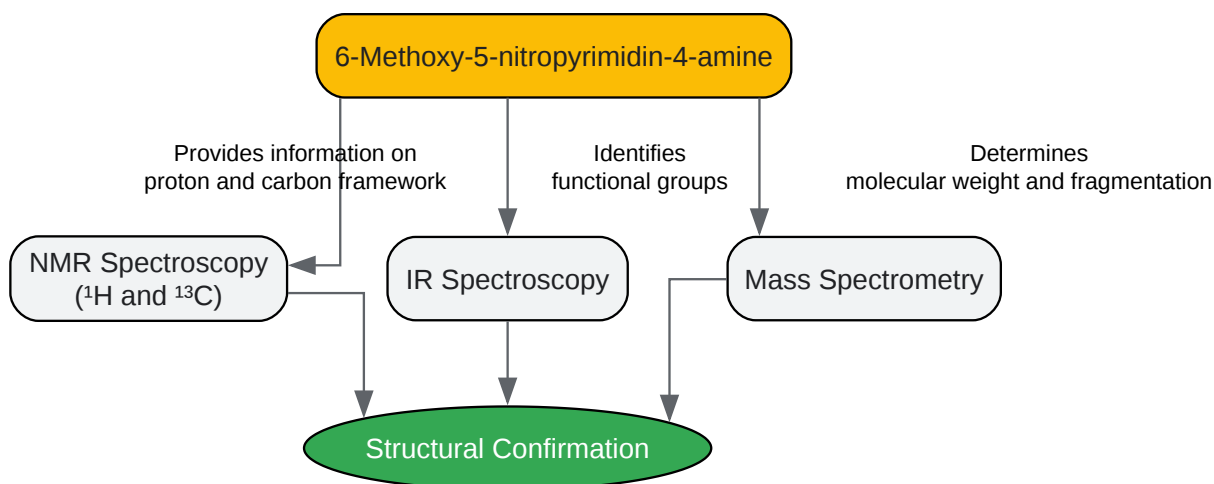 6-Methoxy-5-nitropyrimidin-4-amine
Provides information on
proton and carbon framework
Identifies
functional groups
Determines
molecular weight and fragmentation
NMR Spectroscopy
(¹H and ¹³C)
IR Spectroscopy
Mass Spectrometry
Structural Confirmation